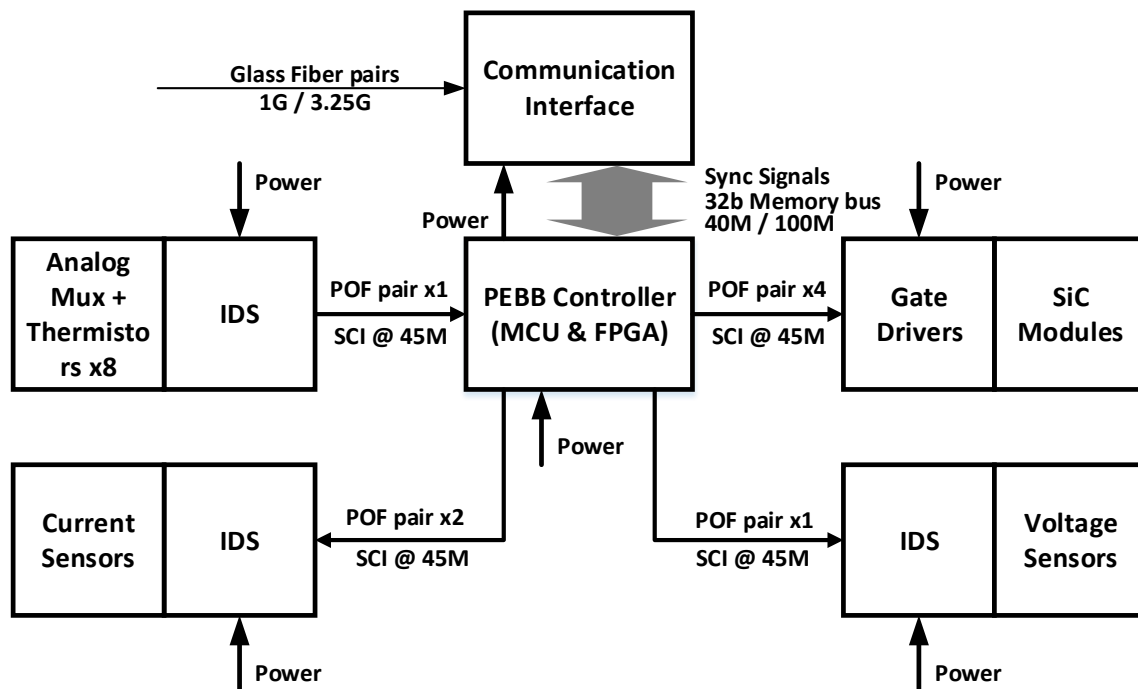 Glass Fiber pairs
1G / 3.25G
Communication
Interface
Power
Power
Sync Signals
32b Memory bus
40M / 100M
Power
Analog
Mux +
Thermisto
rs x8
IDS
POF pair x1
SCI @ 45M
PEBB Controller
(MCU & FPGA)
POF pair x4
SCI @ 45M
Gate
Drivers
SiC
Modules
Power
Current
Sensors
IDS
POF pair x2
SCI @ 45M
POF pair x1
SCI @ 45M
IDS
Voltage
Sensors
Power
Power